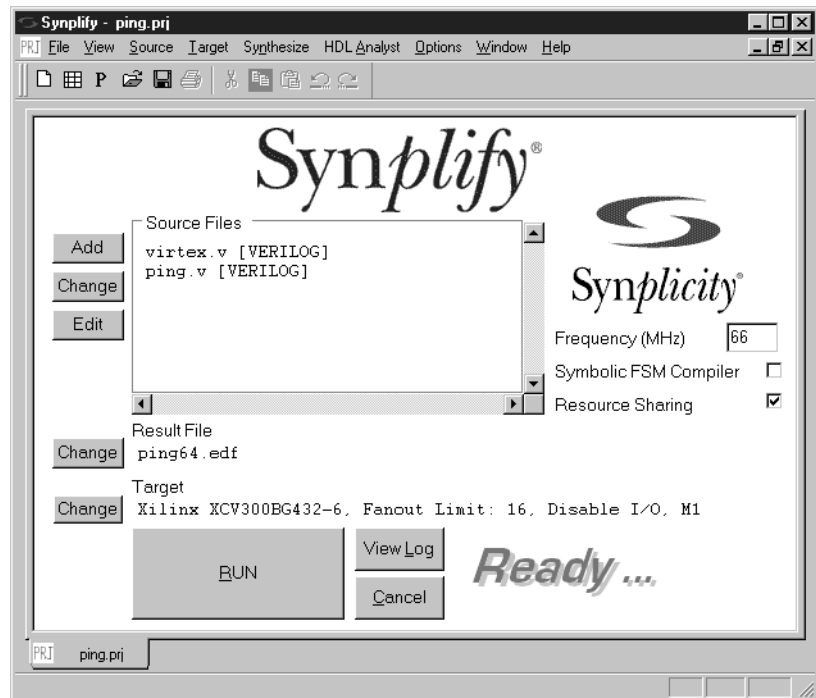 Synplify - ping.prj
PRJ File View Source Target Synthesize HDL Analyst Options Window Help
P
Synplify®
Source Files
Add
virtex.v [VERILOG]
ping.v [VERILOG]
Change
Edit
Synplicity®
Frequency (MHz) 66
Symbolic FSM Compiler
Resource Sharing
Result File
Change ping64.edf
Target
Change Xilinx XCV300BG432-6, Fanout Limit: 16, Disable I/O, M1
RUN
View Log
Cancel
Ready ...
PRJ ping.prj